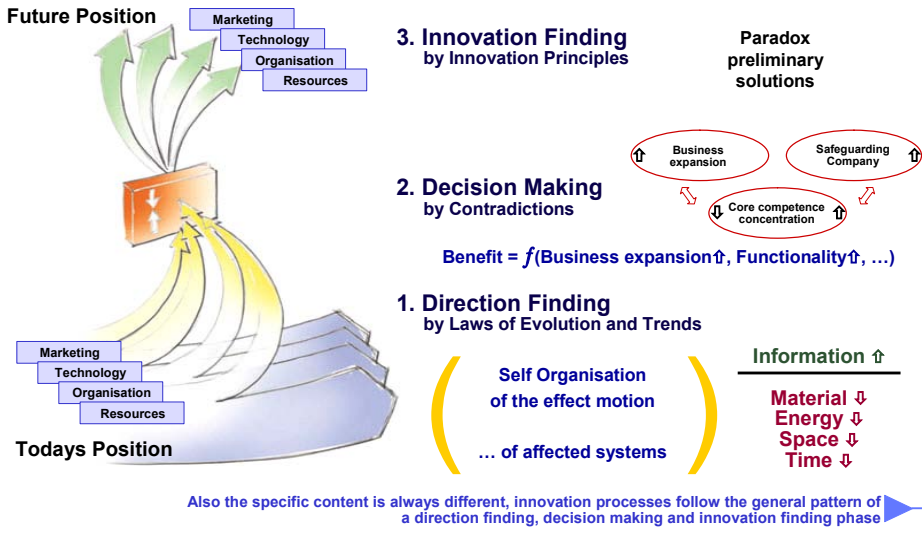 Future Position
Marketing
Technology
Organisation
Resources
3. Innovation Finding
by Innovation Principles
Paradox
preliminary
solutions
⇧ Business
expansion
Safeguarding ⇧
Company
2. Decision Making
by Contradictions
⇩ Core competence ⇧
concentration
Benefit = f(Business expansion⇧, Functionality⇧, …)
1. Direction Finding
by Laws of Evolution and Trends
Marketing
Technology
Organisation
Resources
Todays Position
Self Organisation
of the effect motion
… of affected systems
Information ⇧
Material ⇩
Energy ⇩
Space ⇩
Time ⇩
Also the specific content is always different, innovation processes follow the general pattern of
a direction finding, decision making and innovation finding phase